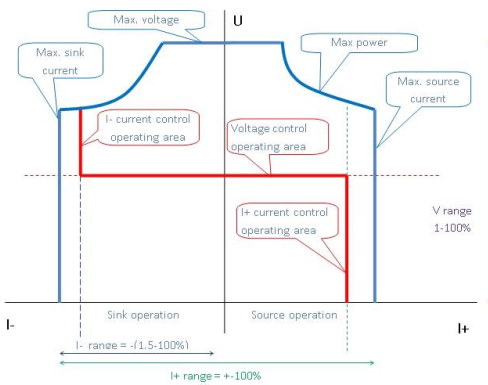 Max. voltage
U
Max. sink
current
Max power
Max. source
current
I- current control
operating area
Voltage control
operating area
I+ current control
operating area
V range
1-100%
Sink operation
Source operation
I-
I+
I- range = -(1.5-100%)
I+ range = +-100%